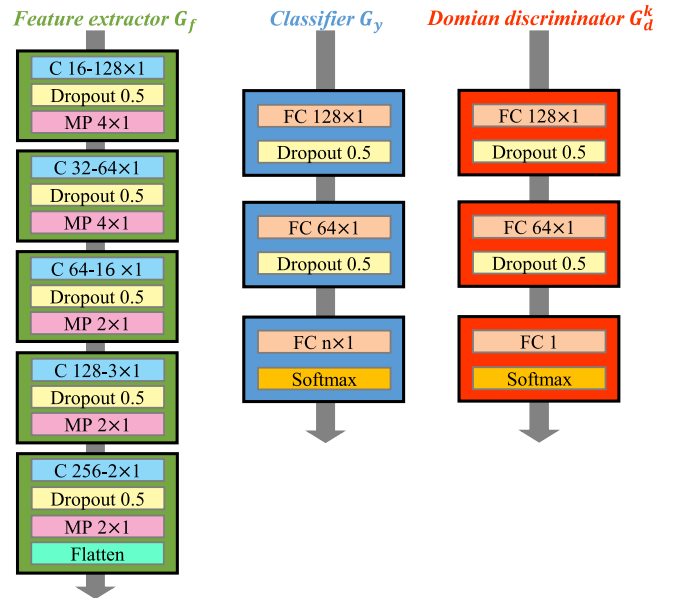 Feature extractor G_f
C 16-128×1
Dropout 0.5
MP 4×1
C 32-64×1
Dropout 0.5
MP 4×1
C 64-16 ×1
Dropout 0.5
MP 2×1
C 128-3×1
Dropout 0.5
MP 2×1
C 256-2×1
Dropout 0.5
MP 2×1
Flatten
Classifier G_y
FC 128×1
Dropout 0.5
FC 64×1
Dropout 0.5
FC n×1
Softmax
Domian discriminator G_d^k
FC 128×1
Dropout 0.5
FC 64×1
Dropout 0.5
FC 1
Softmax